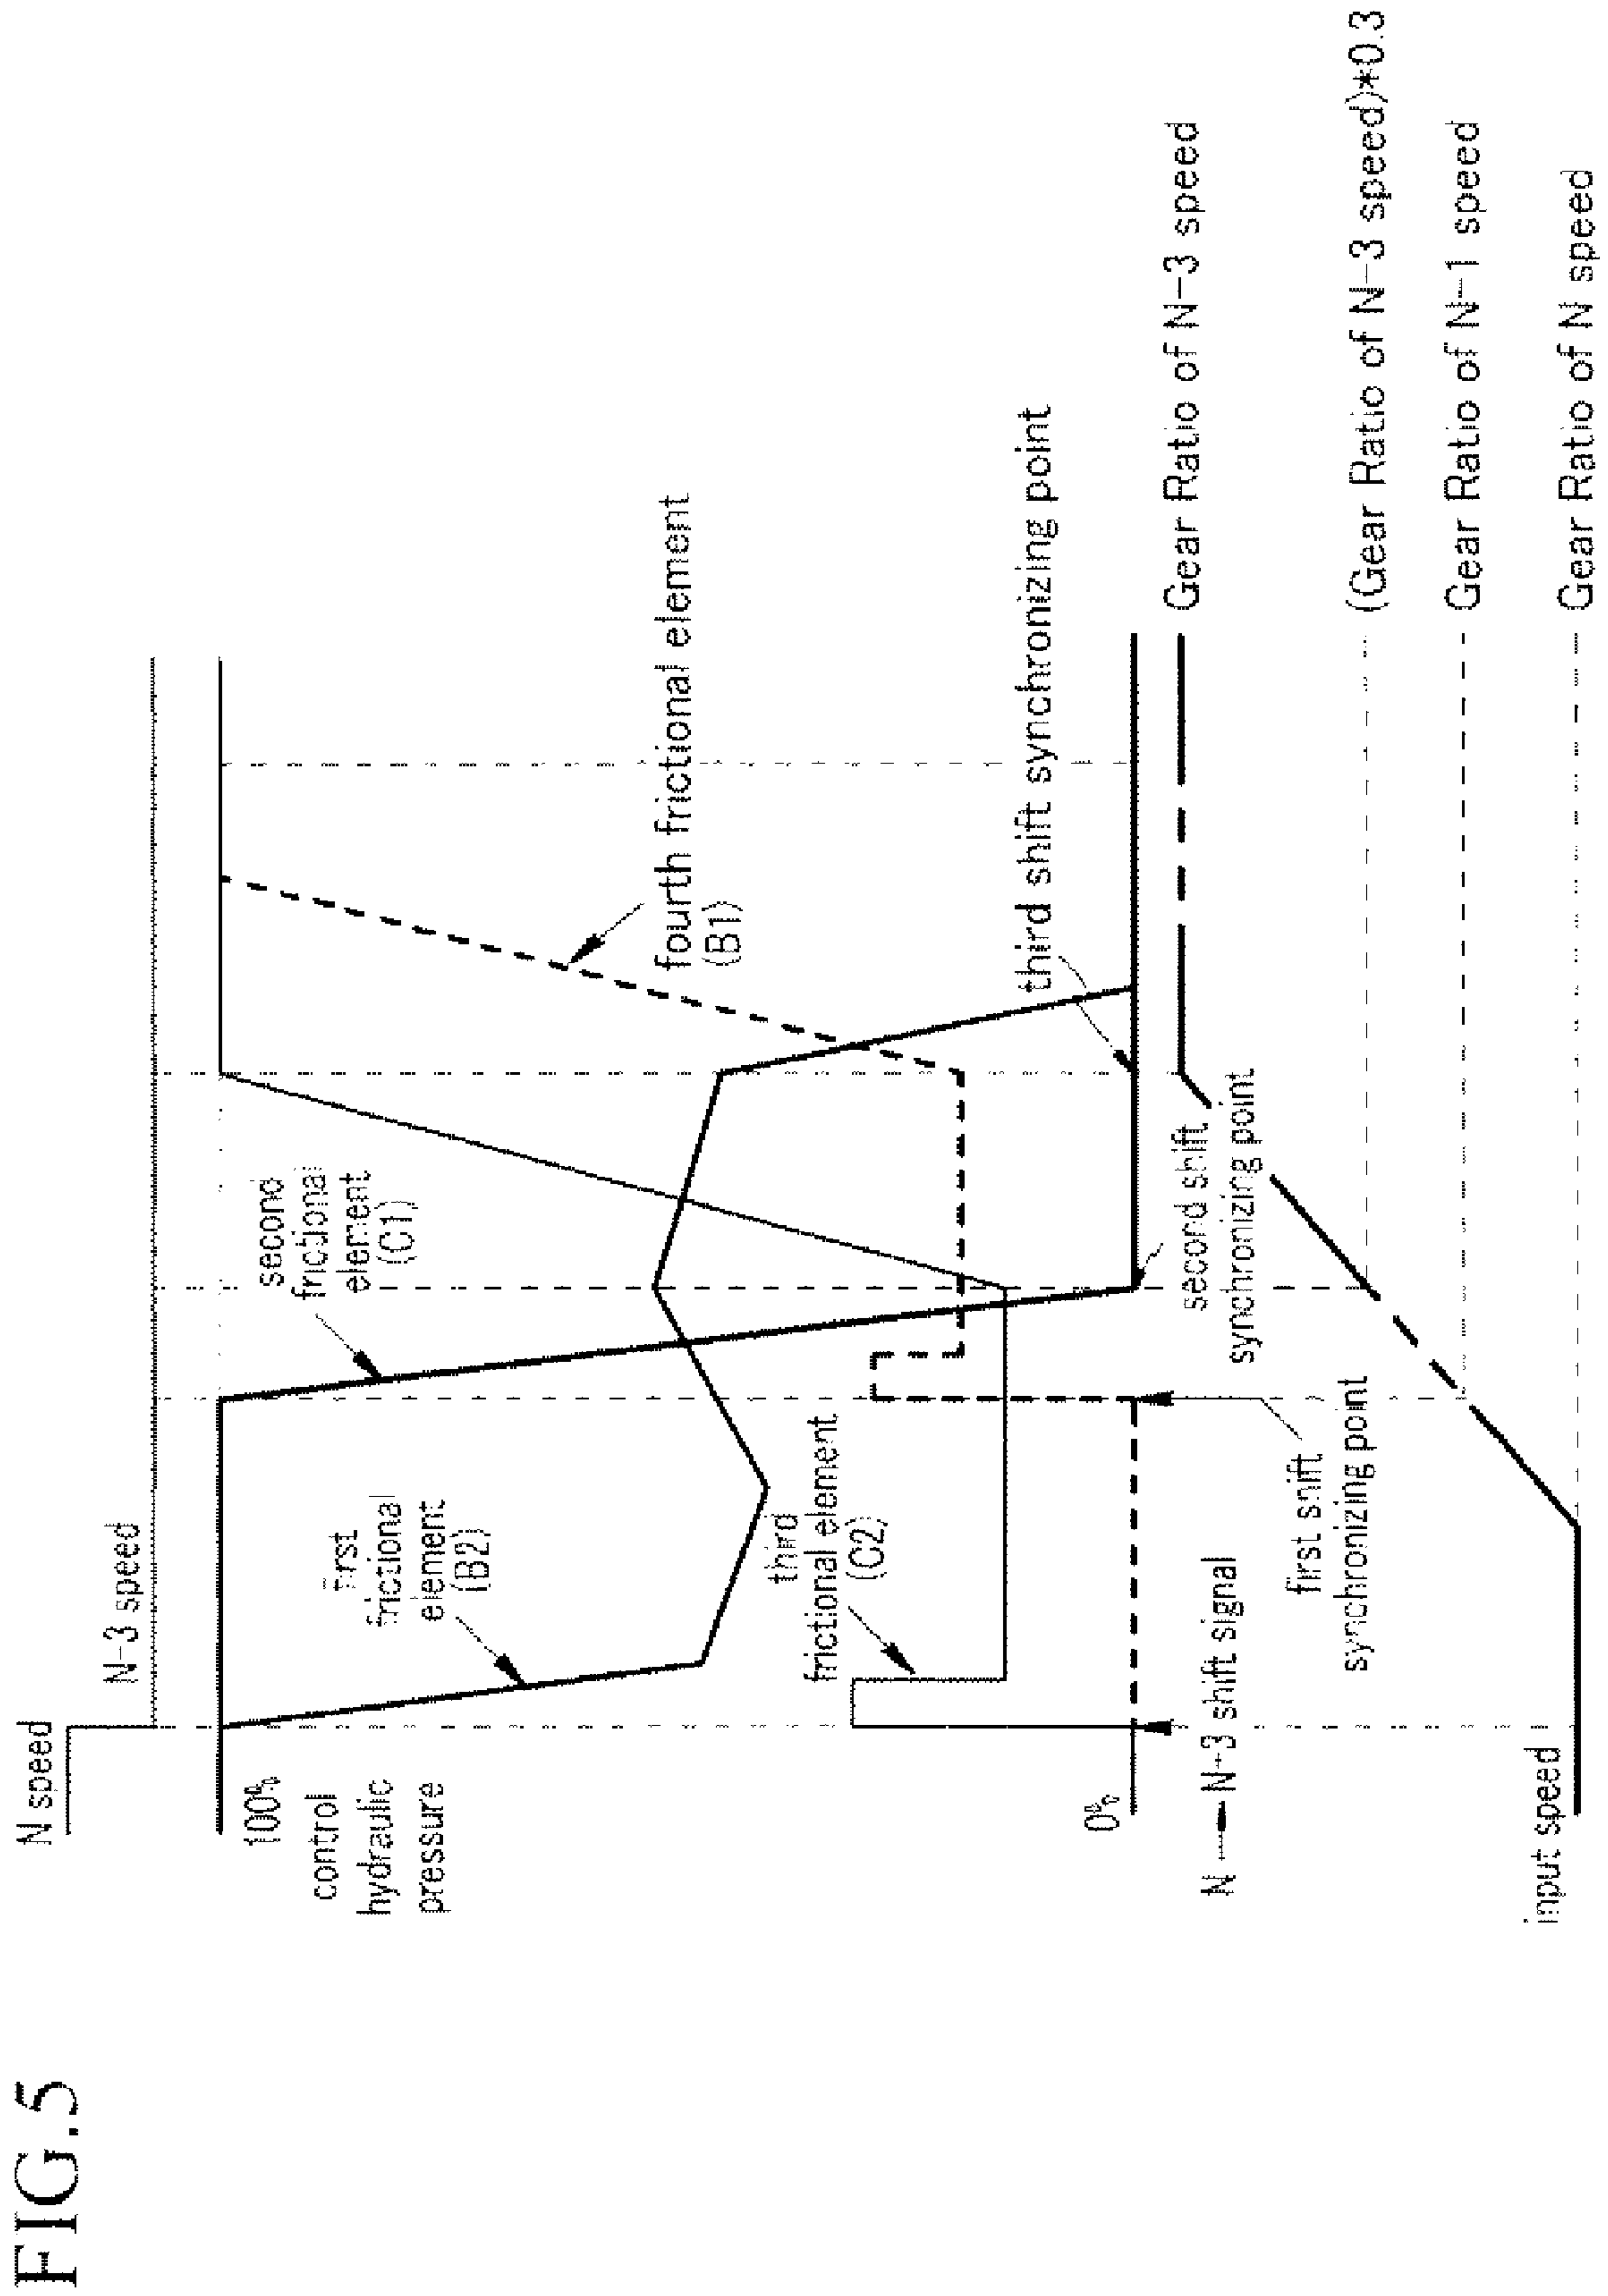 FIG.5
N speed
N-3 speed
100%
control
hydraulic
pressure
second
frictional
element
(C1)
First
frictional
element
(B2)
fourth frictional element
(B1)
third
frictional element
(C2)
third shift synchronizing point
0%
N → N-3 shift signal
second shift
synchronizing point
first shift
synchronizing point
input speed
Gear Ratio of N-3 speed
(Gear Ratio of N-3 speed)*0.3
Gear Ratio of N-1 speed
Gear Ratio of N speed